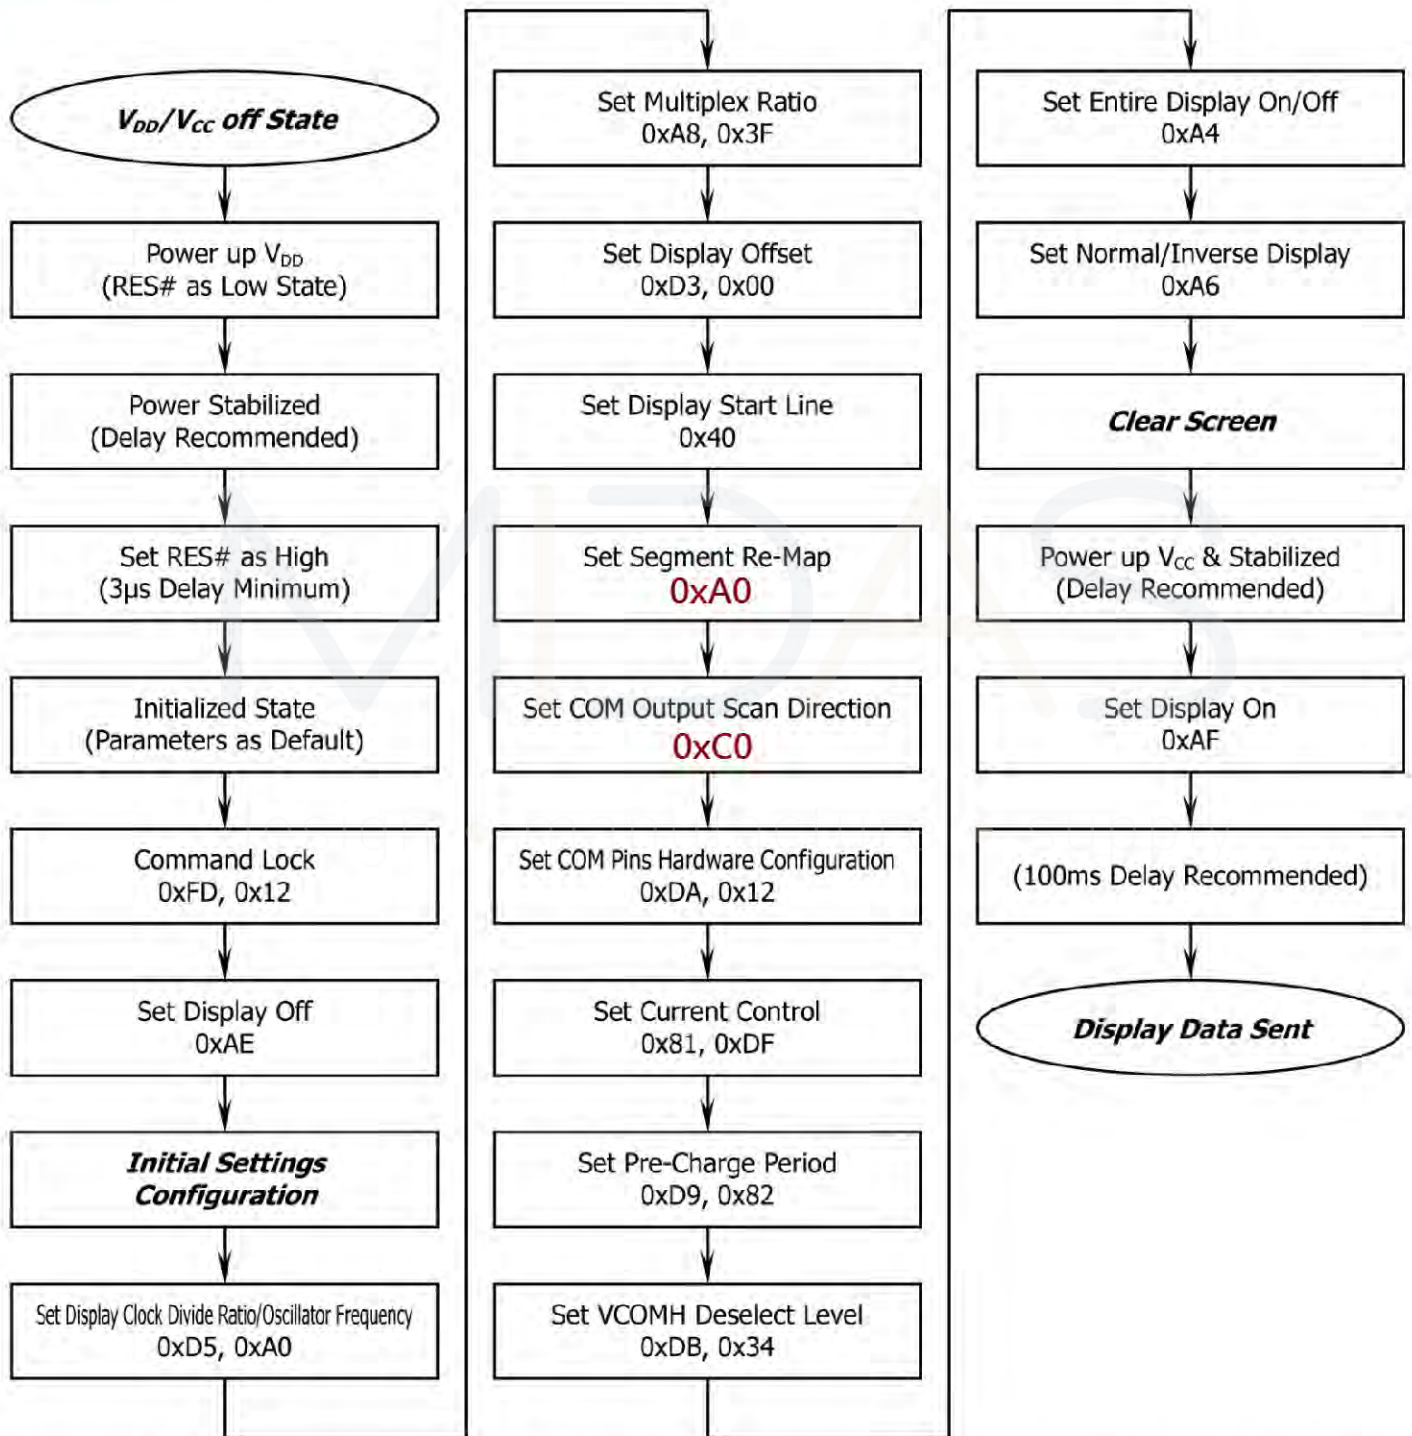 V_DD/V_CC off State
Power up V_DD
(RES# as Low State)
Power Stabilized
(Delay Recommended)
Set RES# as High
(3µs Delay Minimum)
Initialized State
(Parameters as Default)
Command Lock
0xFD, 0x12
Set Display Off
0xAE
Initial Settings
Configuration
Set Display Clock Divide Ratio/Oscillator Frequency
0xD5, 0xA0
Set Multiplex Ratio
0xA8, 0x3F
Set Display Offset
0xD3, 0x00
Set Display Start Line
0x40
Set Segment Re-Map
0xA0
Set COM Output Scan Direction
0xC0
Set COM Pins Hardware Configuration
0xDA, 0x12
Set Current Control
0x81, 0xDF
Set Pre-Charge Period
0xD9, 0x82
Set VCOMH Deselect Level
0xDB, 0x34
Set Entire Display On/Off
0xA4
Set Normal/Inverse Display
0xA6
Clear Screen
Power up V_CC & Stabilized
(Delay Recommended)
Set Display On
0xAF
(100ms Delay Recommended)
Display Data Sent
MIDAS